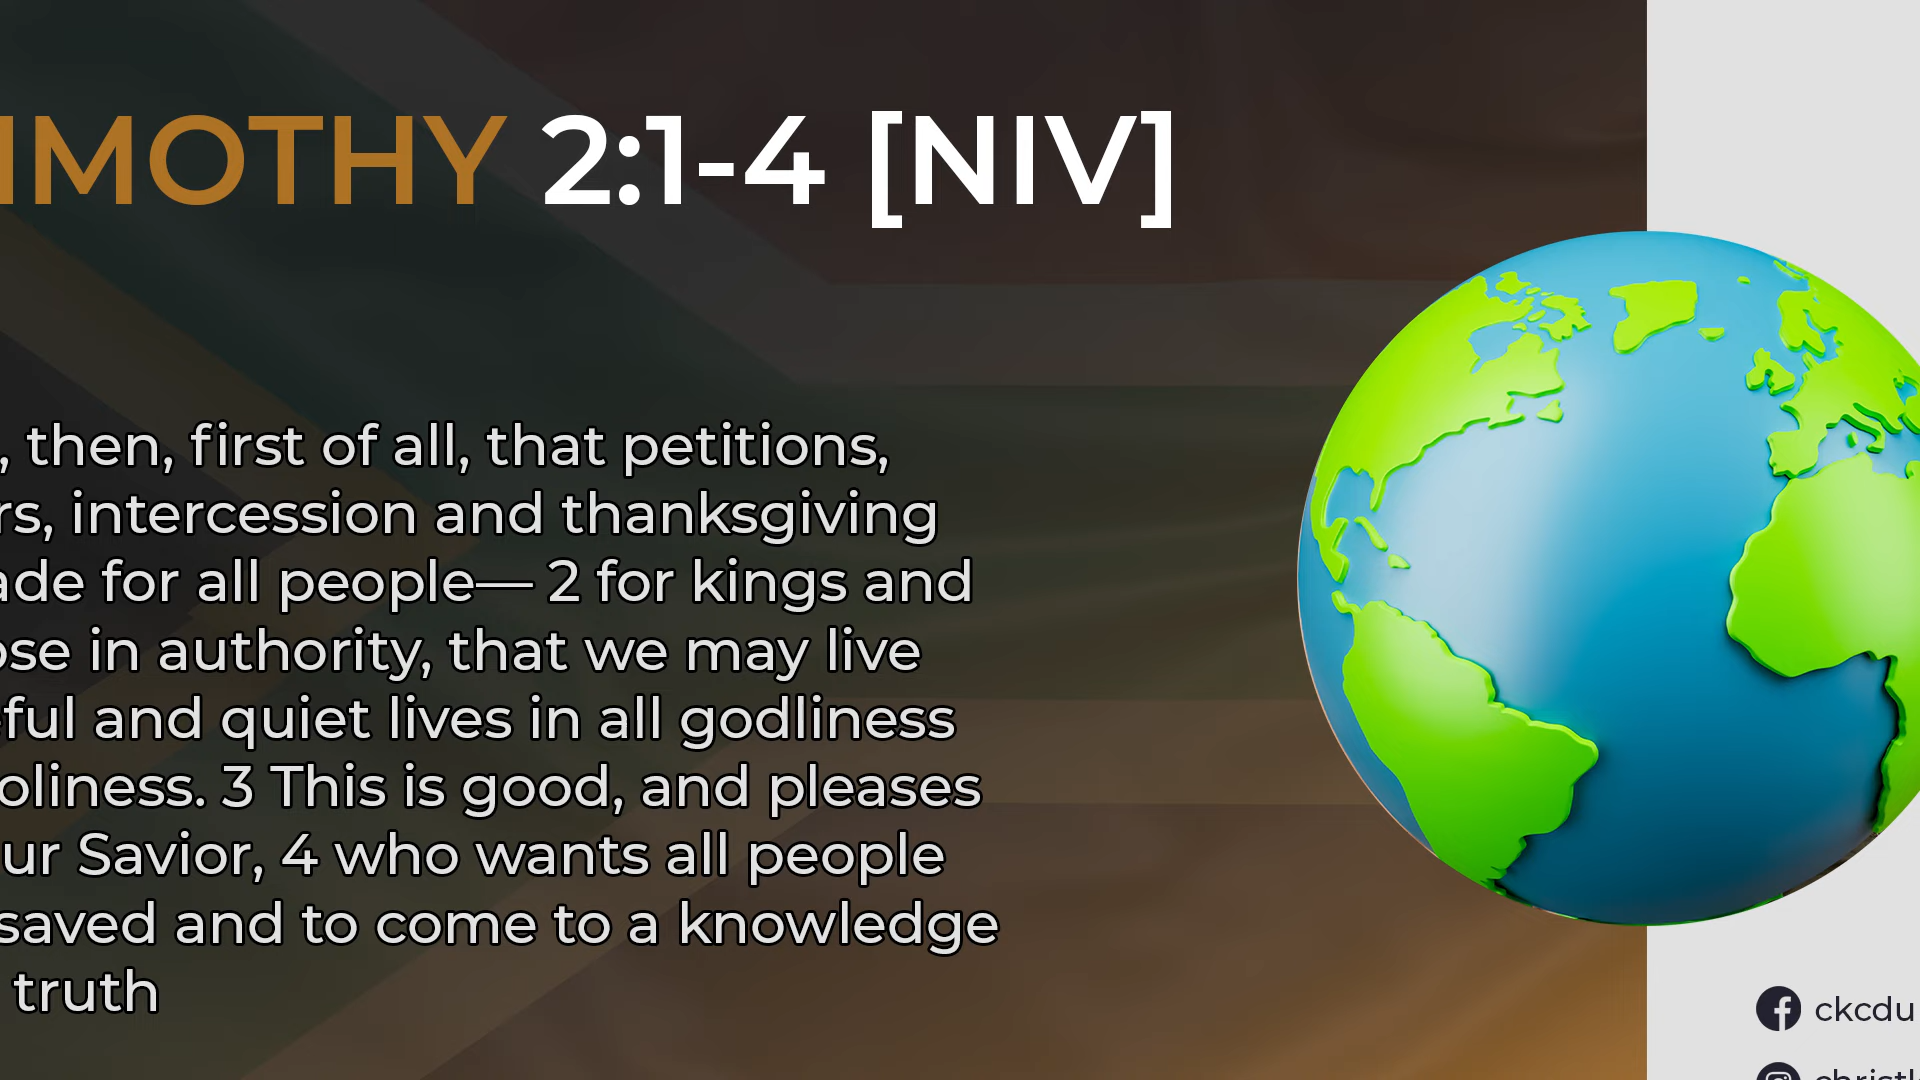 IMOTHY 2:1-4 [NIV]
, then, first of all, that petitions,
rs, intercession and thanksgiving
ade for all people— 2 for kings and
ose in authority, that we may live
eful and quiet lives in all godliness
oliness. 3 This is good, and pleases
ur Savior, 4 who wants all people
saved and to come to a knowledge
truth
ckcdu